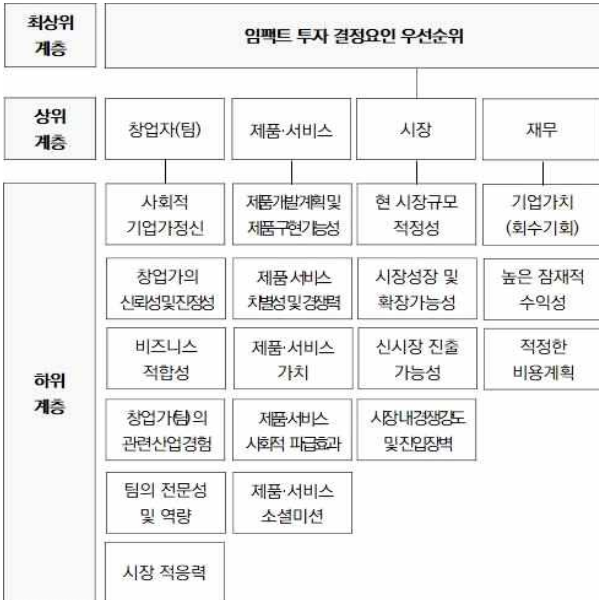 최상위
계층
임팩트 투자 결정요인 우선순위
상위
계층
창업자(팀)
제품·서비스
시장
재무
하위
계층
사회적
기업가정신
제품개발계획 및
제품구현가능성
현 시장규모
적정성
기업가치
(회수기회)
창업가의
신뢰성및진정성
제품 서비스
차별성 및 경쟁력
시장성장 및
확장가능성
높은 잠재적
수익성
비즈니스
적합성
제품·서비스
가치
신시장 진출
가능성
적정한
비용계획
창업가(팀)의
관련산업경험
제품·서비스
사회적 파급효과
시장내경쟁강도
및진입장벽
팀의 전문성
및 역량
제품·서비스
소셜미션
시장 적응력